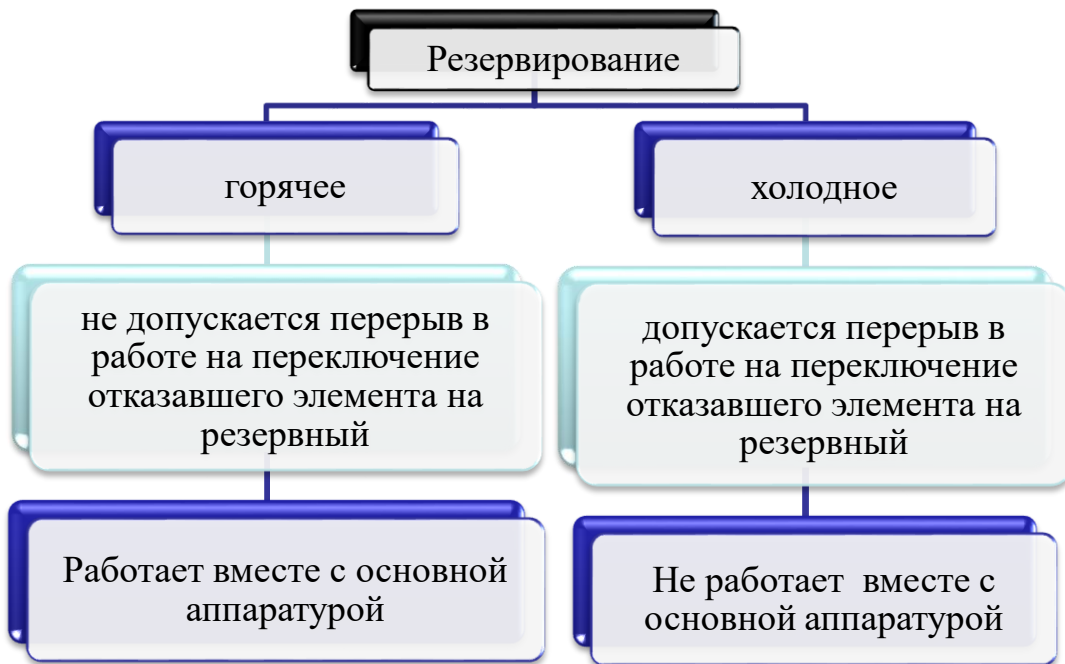 Резервирование
горячее
холодное
не допускается перерыв в
работе на переключение
отказавшего элемента на
резервный
допускается перерыв в
работе на переключение
отказавшего элемента на
резервный
Работает вместе с основной
аппаратурой
Не работает вместе с
основной аппаратурой